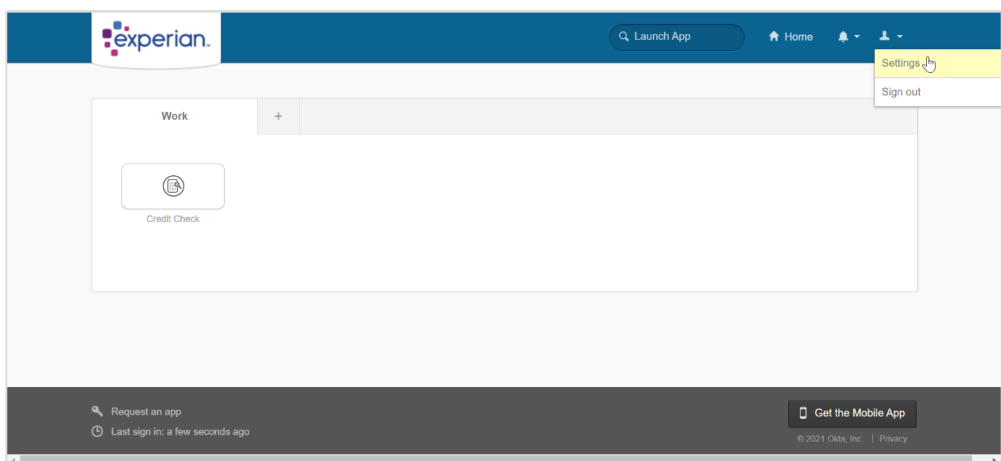 experian.
Launch App
Home
Settings
Sign out
Work
+
Credit Check
Request an app
Last sign in: a few seconds ago
Get the Mobile App
© 2021 Okta, Inc. | Privacy